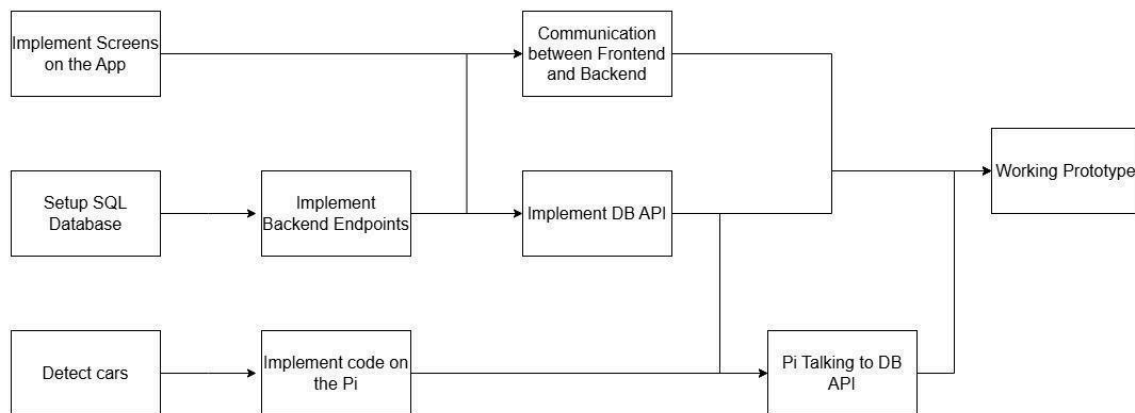 Implement Screens
on the App
Communication
between Frontend
and Backend
Setup SQL
Database
Implement
Backend Endpoints
Implement DB API
Working Prototype
Detect cars
Implement code on
the Pi
Pi Talking to DB
API